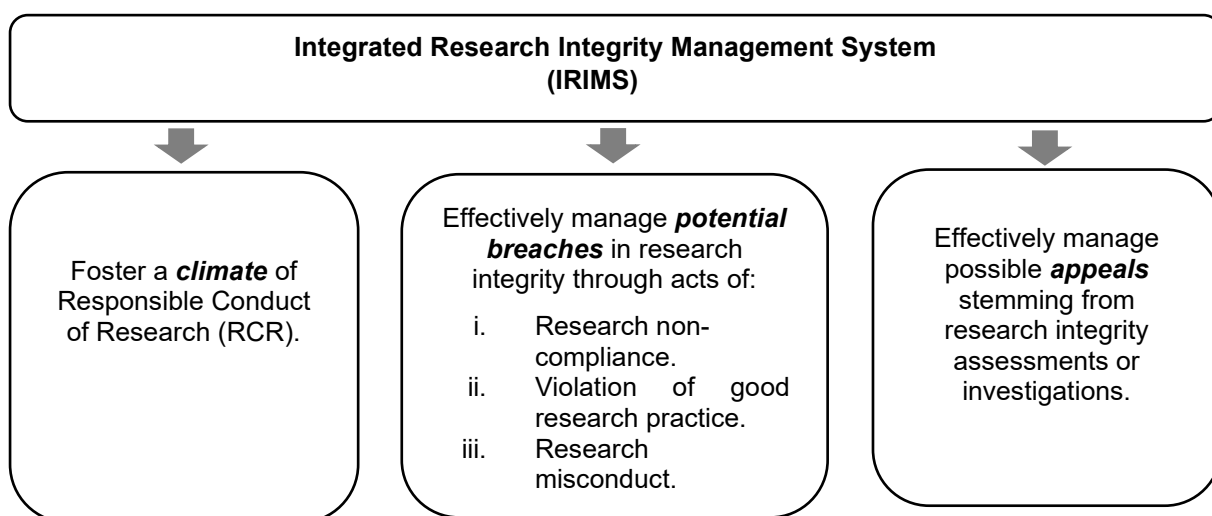 Integrated Research Integrity Management System
(IRIMS)
Foster a climate of
Responsible Conduct
of Research (RCR).
Effectively manage potential
breaches in research
integrity through acts of:
i. Research non-
compliance.
ii. Violation of good
research practice.
iii. Research
misconduct.
Effectively manage
possible appeals
stemming from
research integrity
assessments or
investigations.